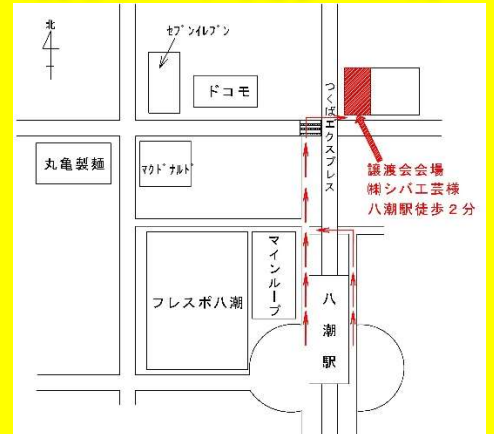 北
セブンイレブン
ドコモ
つくばエクスプレス
丸亀製麺
マクドナルド
譲渡会会場
㈱シバ工芸様
八潮駅徒歩2分
フレスポ八潮
マインループ
八潮駅